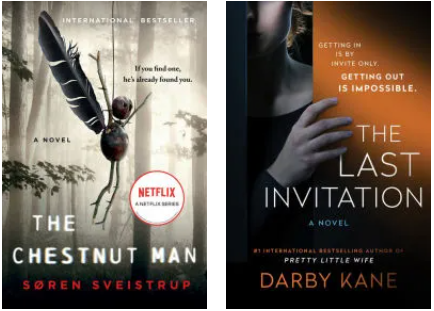 INTERNATIONAL BESTSELLER
If you find one,
he's already found you.
A NOVEL
NETFLIX
A NETFLIX SERIES
THE
CHESTNUT MAN
SØREN SVEISTRUP
GETTING IN
IS BY
INVITE ONLY.
GETTING OUT
IS IMPOSSIBLE.
THE
LAST
INVITATION
A NOVEL
#1 INTERNATIONAL BESTSELLING AUTHOR OF
PRETTY LITTLE WIFE
DARBY KANE